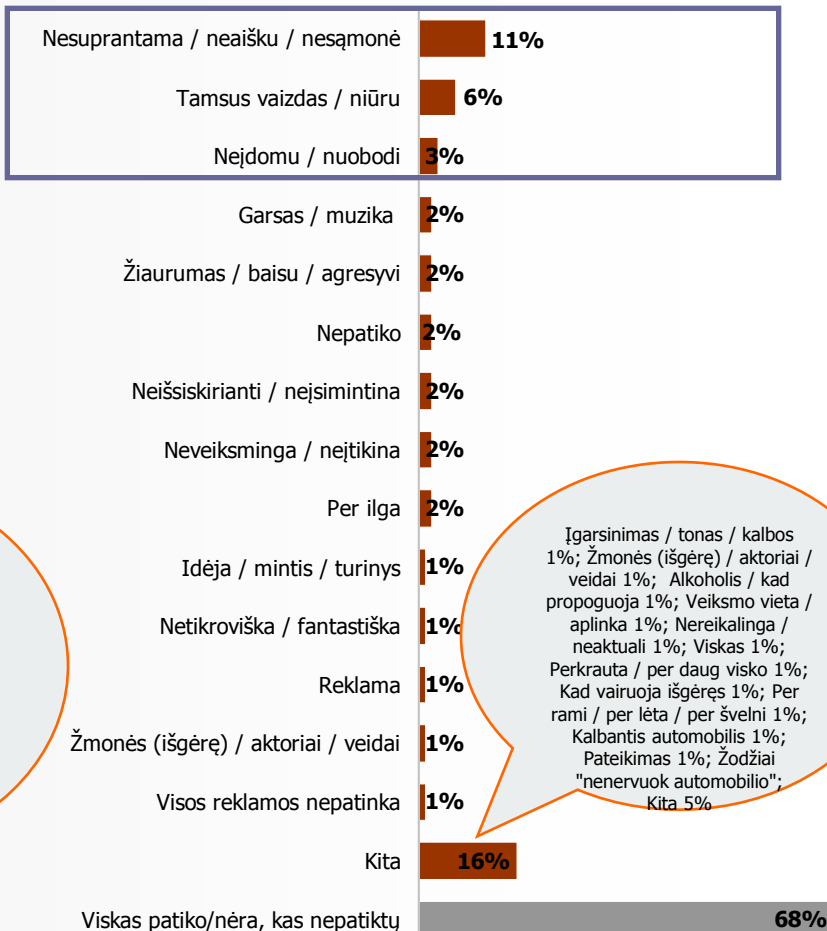 Nesuprantama / neaišku / nesąmonė 11%
Tamsus vaizdas / niūru 6%
Neįdomu / nuobodi 3%
Garsas / muzika 2%
Žiaurumas / baisu / agresyvi 2%
Nepatiko 2%
Neišsiskirianti / neįsimintina 2%
Neveiksminga / neįtikina 2%
Per ilga 2%
Idėja / mintis / turinys 1%
Netikroviška / fantastiška 1%
Reklama 1%
Žmonės (išgėrę) / aktoriai / veidai 1%
Visos reklamos nepatinka 1%
Kita 16%
Viskas patiko/nėra, kas nepatiktų 68%
Įgarsinimas / tonas / kalbos
1%; Žmonės (išgėrę) / aktoriai /
veidai 1%; Alkoholis / kad
propoguoja 1%; Veiksmo vieta /
aplinka 1%; Nereikalinga /
neaktuali 1%; Viskas 1%;
Perkrauta / per daug visko 1%;
Kad vairuoja išgėręs 1%; Per
rami / per lėta / per švelni 1%;
Kalbantis automobilis 1%;
Pateikimas 1%; Žodžiai
"nenervuok automobilio";
Kita 5%